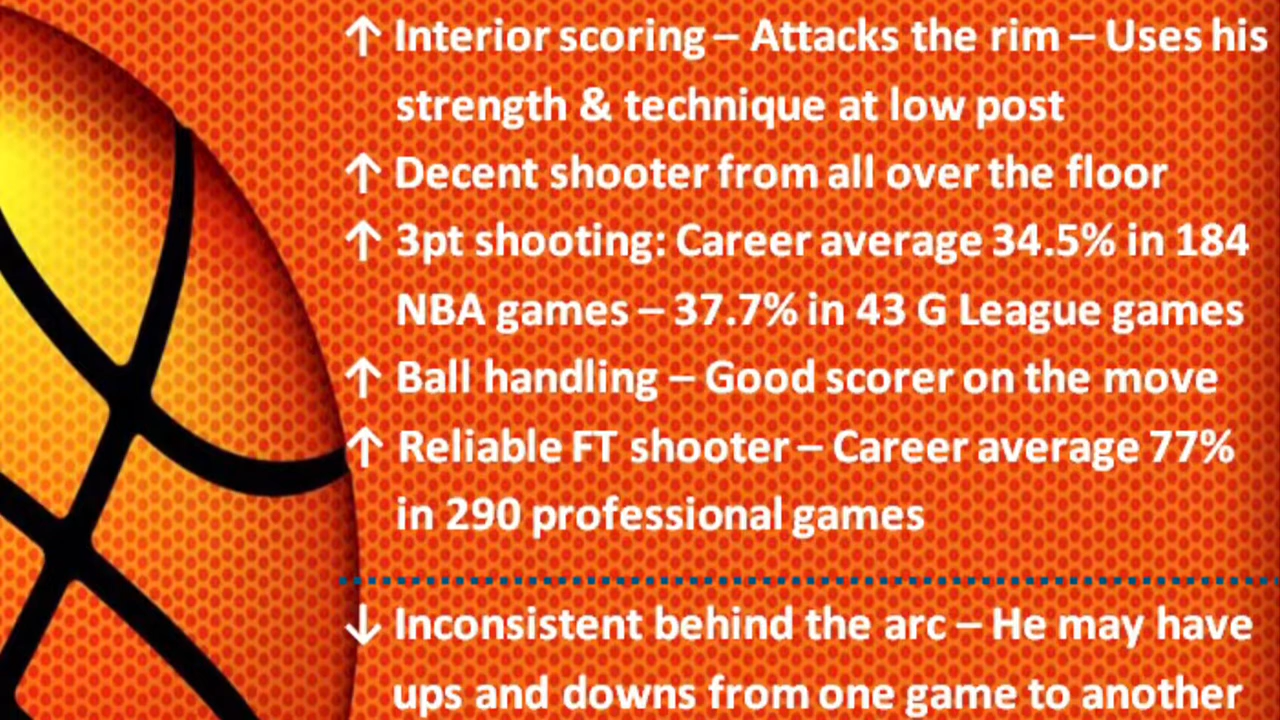 ↑ Interior scoring – Attacks the rim – Uses his
strength & technique at low post
↑ Decent shooter from all over the floor
↑ 3pt shooting: Career average 34.5% in 184
NBA games – 37.7% in 43 G League games
↑ Ball handling – Good scorer on the move
↑ Reliable FT shooter – Career average 77%
in 290 professional games
↓ Inconsistent behind the arc – He may have
ups and downs from one game to another